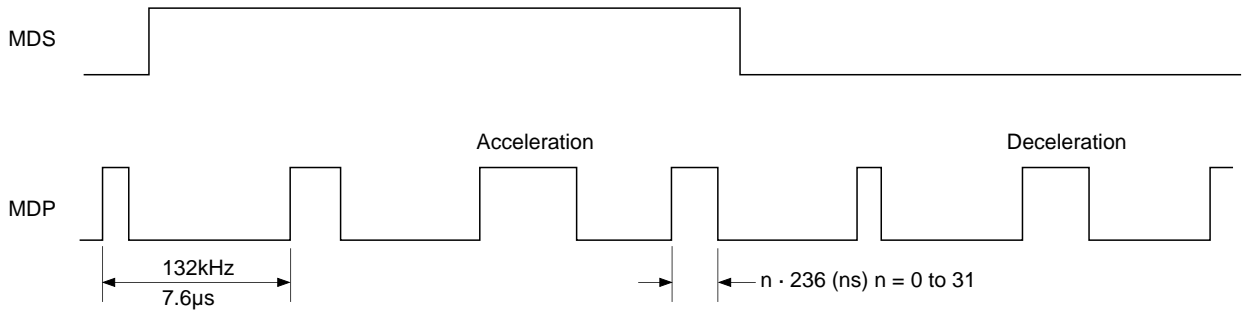 MDS
Acceleration
Deceleration
MDP
132kHz
7.6µs
n · 236 (ns) n = 0 to 31